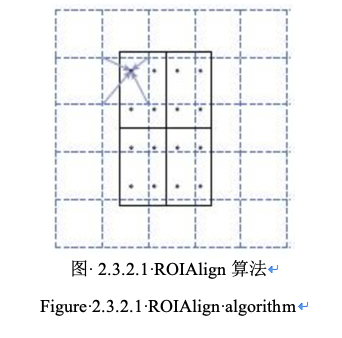 图· 2.3.2.1·ROIAlign 算法↵
Figure·2.3.2.1·ROIAlign·algorithm↵